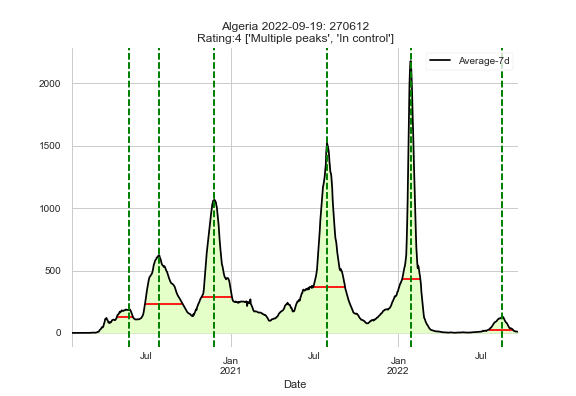 Algeria 2022-09-19: 270612
Rating:4 ['Multiple peaks', 'In control']
Average-7d
2000
1500
1000
500
0
Jul
Jan
2021
Jul
Jan
2022
Jul
Date